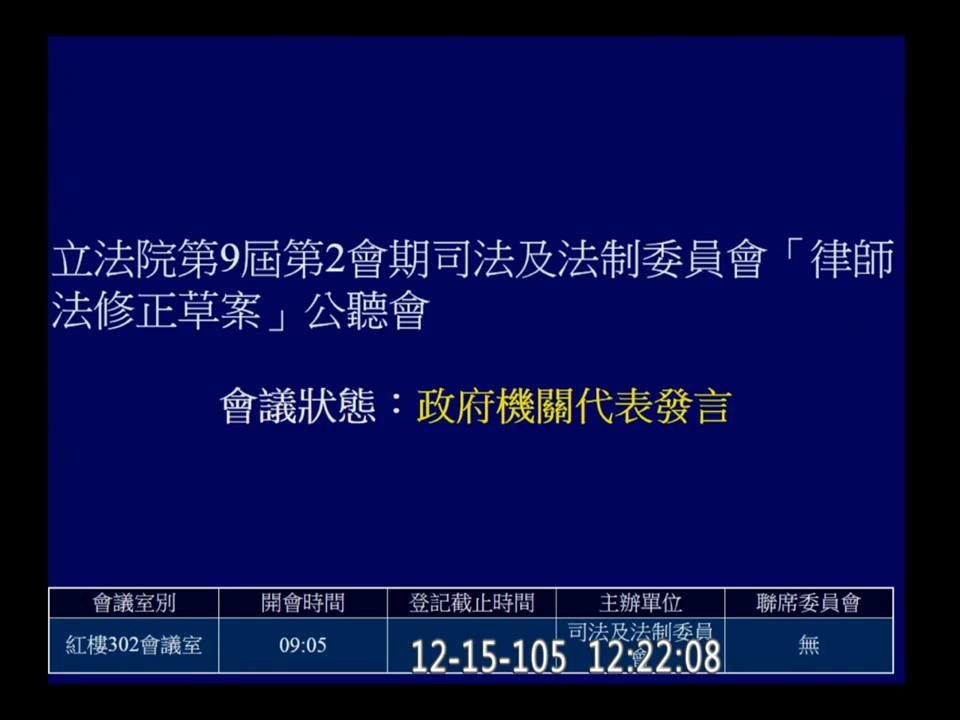 立法院第9屆第2會期司法及法制委員會「律師
法修正草案」公聽會
會議狀態：政府機關代表發言
會議室別 開會時間 登記截止時間 主辦單位 聯席委員會
紅樓302會議室 09:05 司法及法制委員會 無
12-15-105 12:22:08